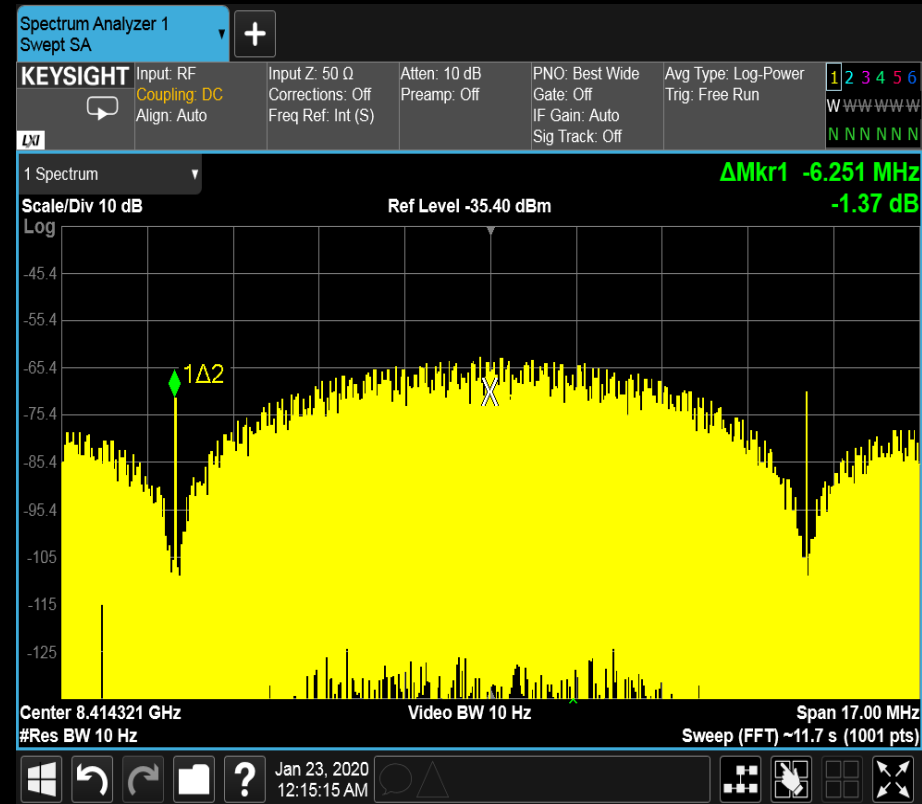 Spectrum Analyzer 1
Swept SA
+
KEYSIGHT
LXI
Input: RF
Coupling: DC
Align: Auto
Input Z: 50 Ω
Corrections: Off
Freq Ref: Int (S)
Atten: 10 dB
Preamp: Off
PNO: Best Wide
Gate: Off
IF Gain: Auto
Sig Track: Off
Avg Type: Log-Power
Trig: Free Run
1 2 3 4 5 6
W W W W W W
N N N N N N
1 Spectrum
ΔMkr1 -6.251 MHz
Scale/Div 10 dB
Ref Level -35.40 dBm
-1.37 dB
Log
-45.4
-55.4
-65.4
1Δ2
X
-75.4
-85.4
-95.4
-105
-115
-125
Center 8.414321 GHz
Video BW 10 Hz
Span 17.00 MHz
#Res BW 10 Hz
Sweep (FFT) ~11.7 s (1001 pts)
?
Jan 23, 2020
12:15:15 AM